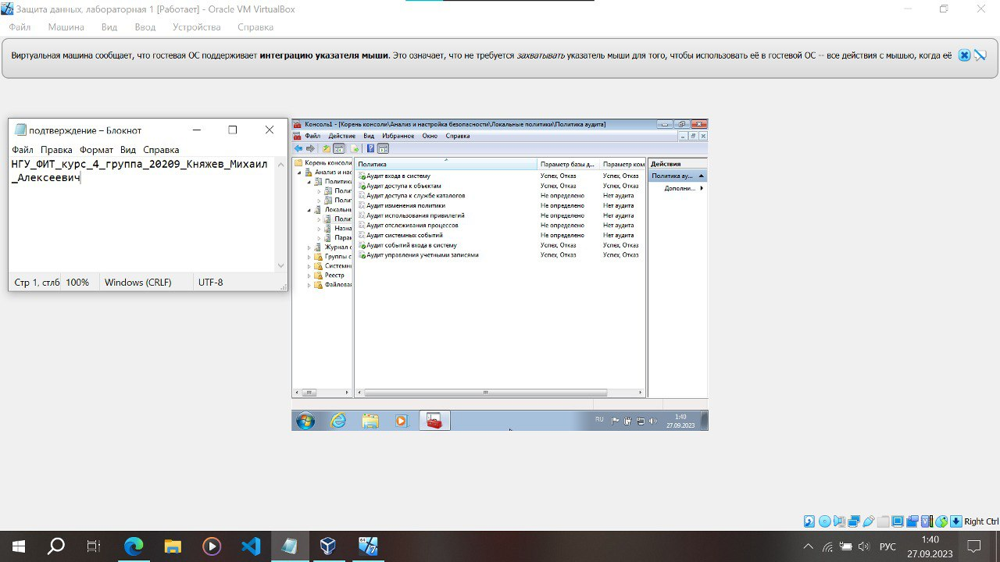 Защита данных, лабораторная 1 [Работает] - Oracle VM VirtualBox
Файл Машина Вид Ввод Устройства Справка
Виртуальная машина сообщает, что гостевая ОС поддерживает интеграцию указателя мыши. Это означает, что не требуется захватывать указатель мыши для того, чтобы использовать её в гостевой ОС -- все действия с мышью, когда её
подтверждение – Блокнот
Файл Правка Формат Вид Справка
НГУ_ФИТ_курс_4_группа_20209_Княжев_Михаил
_Алексеевич
Стр 1, стлб 100% Windows (CRLF) UTF-8
Консоль1 - [Корень консоли\Анализ и настройка безопасности\Локальные политики\Политика аудита]
Файл Действие Вид Избранное Окно Справка
Корень консоли
Анализ и нас
Политик
Поли
Поли
Локальн
Поли
Назна
Парам
Журнал с
Группы с
Системн
Реестр
Файлова
Политика Параметр базы д... Параметр ком
Аудит входа в систему Успех, Отказ Успех, Отказ
Аудит доступа к объектам Успех, Отказ Успех, Отказ
Аудит доступа к службе каталогов Не определено Нет аудита
Аудит изменения политики Не определено Нет аудита
Аудит использования привилегий Не определено Нет аудита
Аудит отслеживания процессов Не определено Нет аудита
Аудит системных событий Не определено Нет аудита
Аудит событий входа в систему Успех, Отказ Успех, Отказ
Аудит управления учетными записями Успех, Отказ Успех, Отказ
Действия
Политика ау...
Дополни...
RU
1:40
27.09.2023
Right Ctrl
64
РУС
1:40
27.09.2023